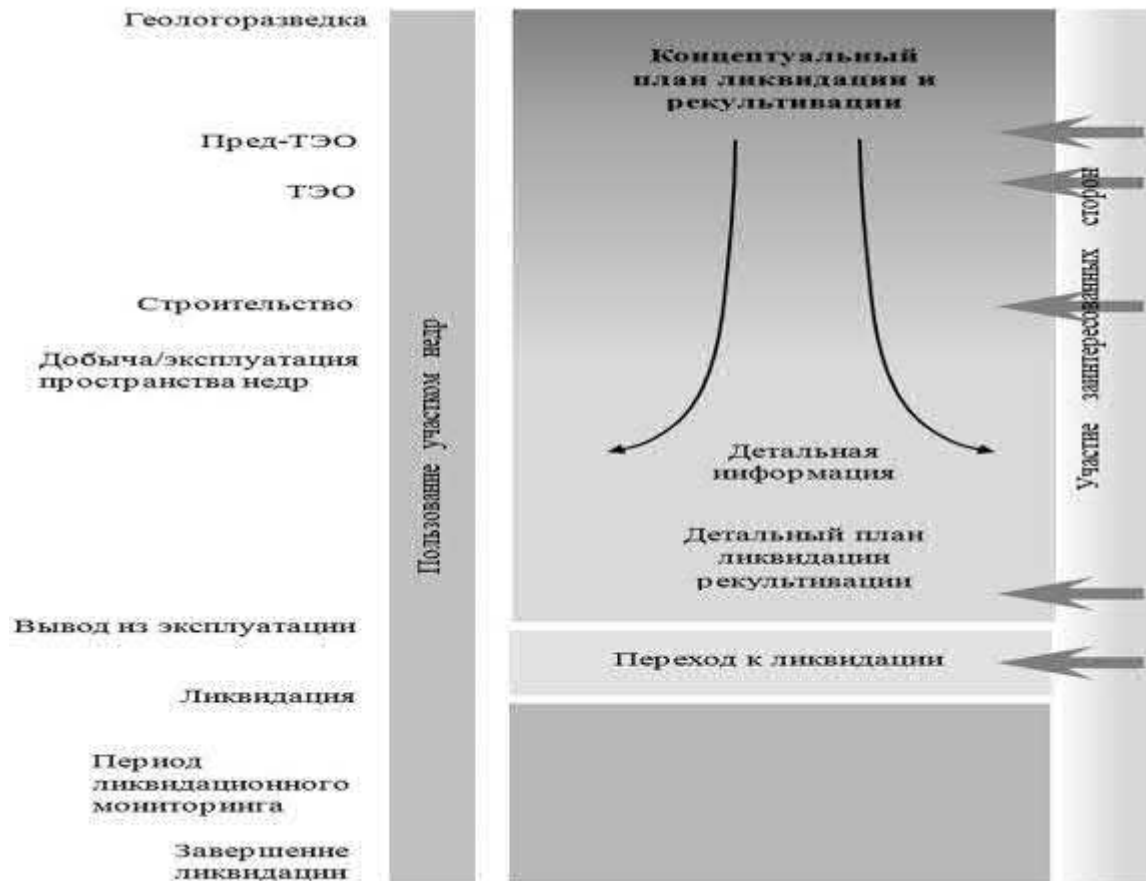 Геологоразведка
Пред-ТЭО
ТЭО
Строительство
Добыча/эксплуатация
пространства недр
Вывод из эксплуатации
Ликвидация
Период
ликвидационного
мониторинга
Завершение
ликвидации
Пользование участком недр
Концептуальный
план ликвидации и
рекультивации
Детальная
информация
Детальный план
ликвидации
рекультивации
Переход к ликвидации
Участие заинтересованных сторон